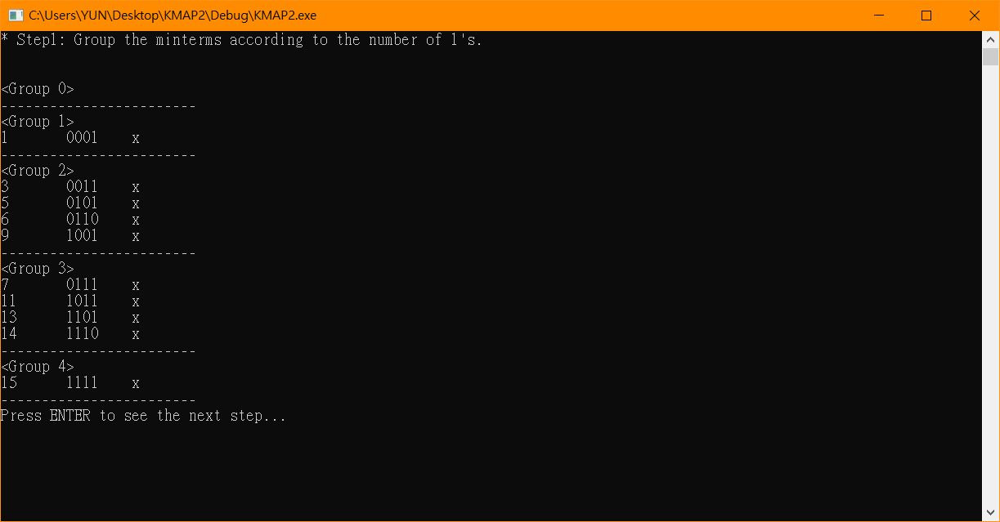 C:\Users\YUN\Desktop\KMAP2\Debug\KMAP2.exe
* Step1: Group the minterms according to the number of 1's.
<Group 0>
------------------------
<Group 1>
1 0001 x
------------------------
<Group 2>
3 0011 x
5 0101 x
6 0110 x
9 1001 x
------------------------
<Group 3>
7 0111 x
11 1011 x
13 1101 x
14 1110 x
------------------------
<Group 4>
15 1111 x
------------------------
Press ENTER to see the next step...